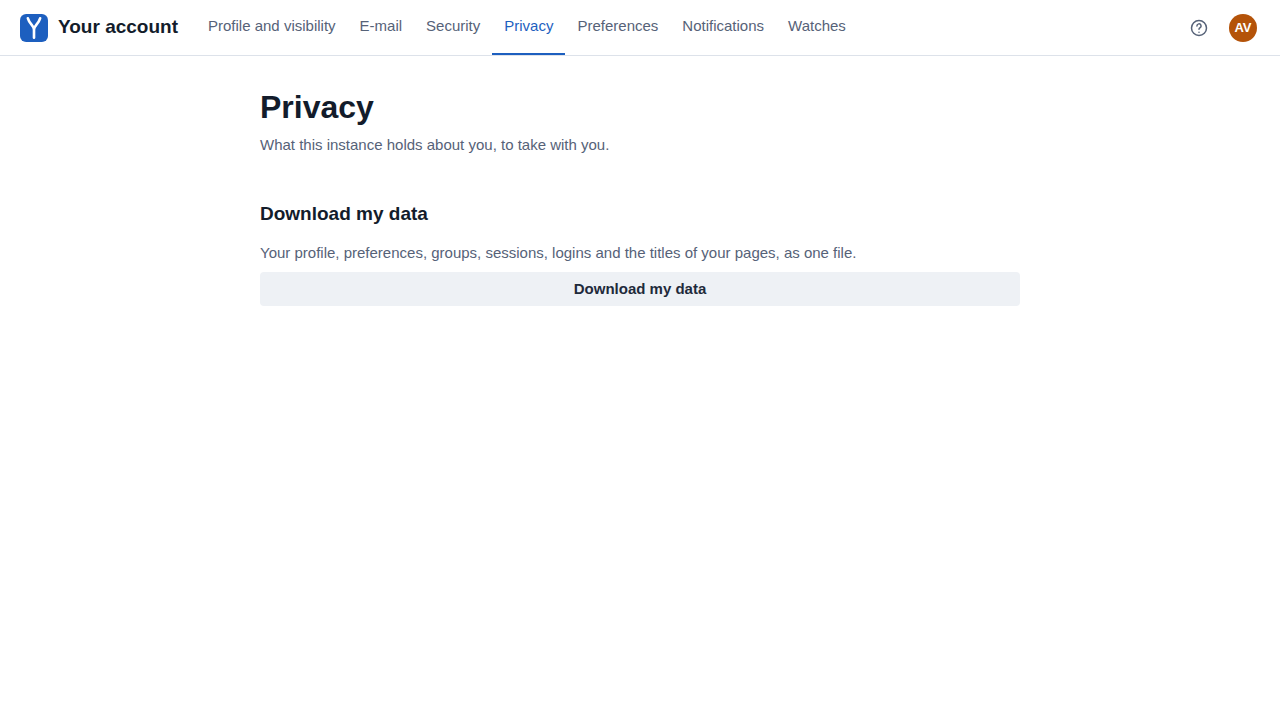 Your account
Profile and visibility
E-mail
Security
Privacy
Preferences
Notifications
Watches
AV
Privacy
What this instance holds about you, to take with you.
Download my data
Your profile, preferences, groups, sessions, logins and the titles of your pages, as one file.
Download my data